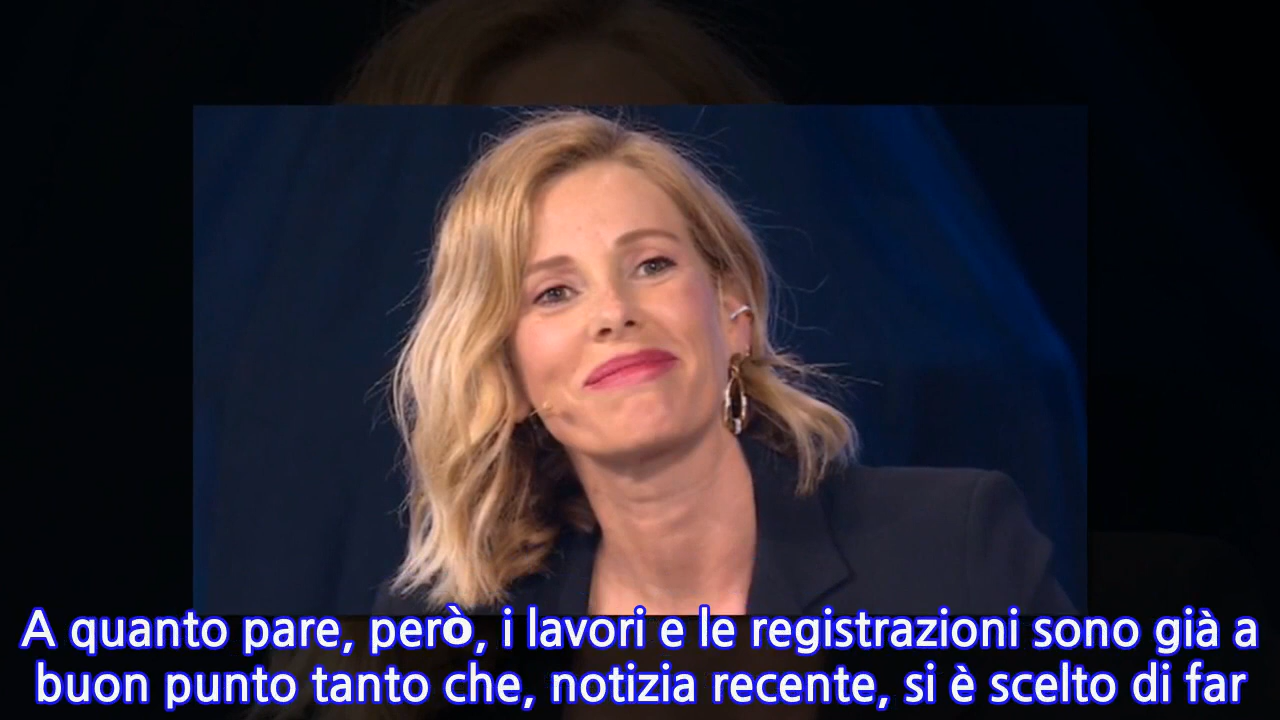 A quanto pare, però, i lavori e le registrazioni sono già a
buon punto tanto che, notizia recente, si è scelto di far